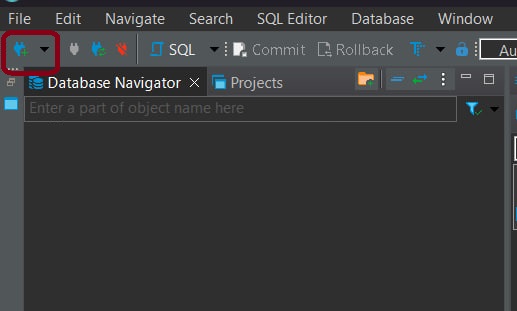 File Edit Navigate Search SQL Editor Database Window
SQL Commit Rollback Au
Database Navigator Projects
Enter a part of object name here